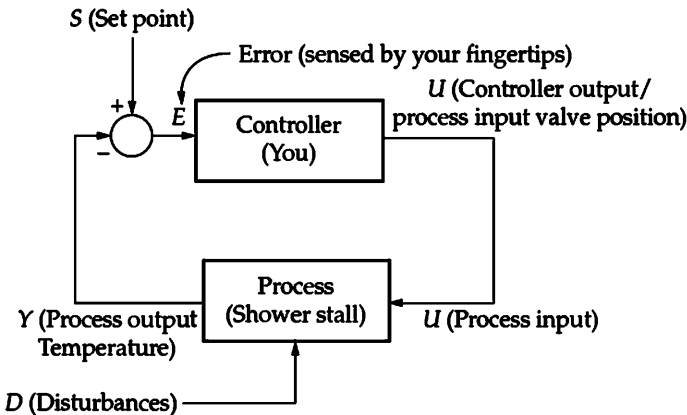 S (Set point)
Error (sensed by your fingertips)
U (Controller output/
process input valve position)
+
E
−
Controller
(You)
Process
(Shower stall)
Y (Process output
Temperature)
U (Process input)
D (Disturbances)